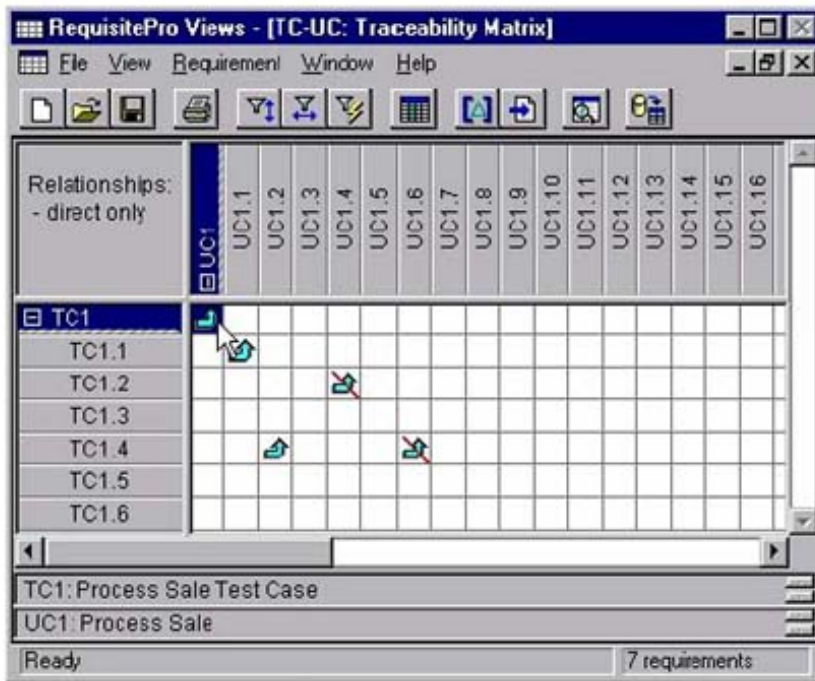 RequisitePro Views - [TC-UC: Traceability Matrix]
File View Requirement Window Help
Relationships:
- direct only
UC1
UC1.1
UC1.2
UC1.3
UC1.4
UC1.5
UC1.6
UC1.7
UC1.8
UC1.9
UC1.10
UC1.11
UC1.12
UC1.13
UC1.14
UC1.15
UC1.16
TC1
TC1.1
TC1.2
TC1.3
TC1.4
TC1.5
TC1.6
TC1: Process Sale Test Case
UC1: Process Sale
Ready 7 requirements